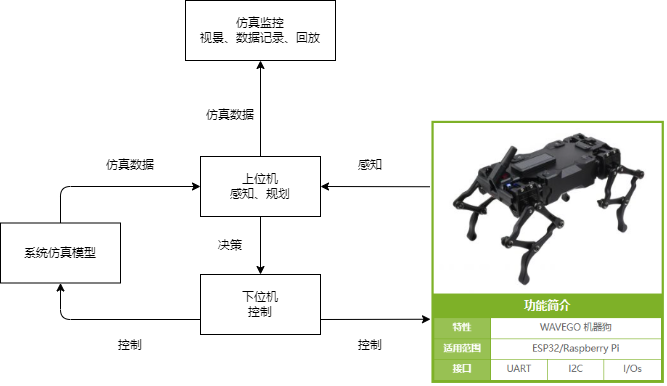 仿真监控
视景、数据记录、回放
仿真数据
仿真数据
感知
上位机
感知、规划
系统仿真模型
决策
下位机
控制
控制
控制
功能简介
特性 WAVEGO 机器狗
适用范围 ESP32/Raspberry Pi
接口 UART I2C I/Os